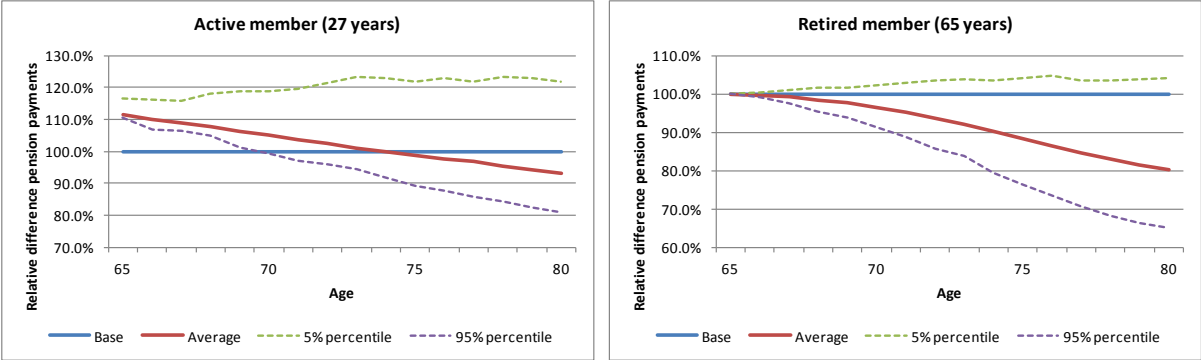 Active member (27 years)
Relative difference pension payments
130.0%
120.0%
110.0%
100.0%
90.0%
80.0%
70.0%
65 70 75 80
Age
Base Average 5% percentile 95% percentile
Retired member (65 years)
Relative difference pension payments
110.0%
100.0%
90.0%
80.0%
70.0%
60.0%
65 70 75 80
Age
Base Average 5% percentile 95% percentile